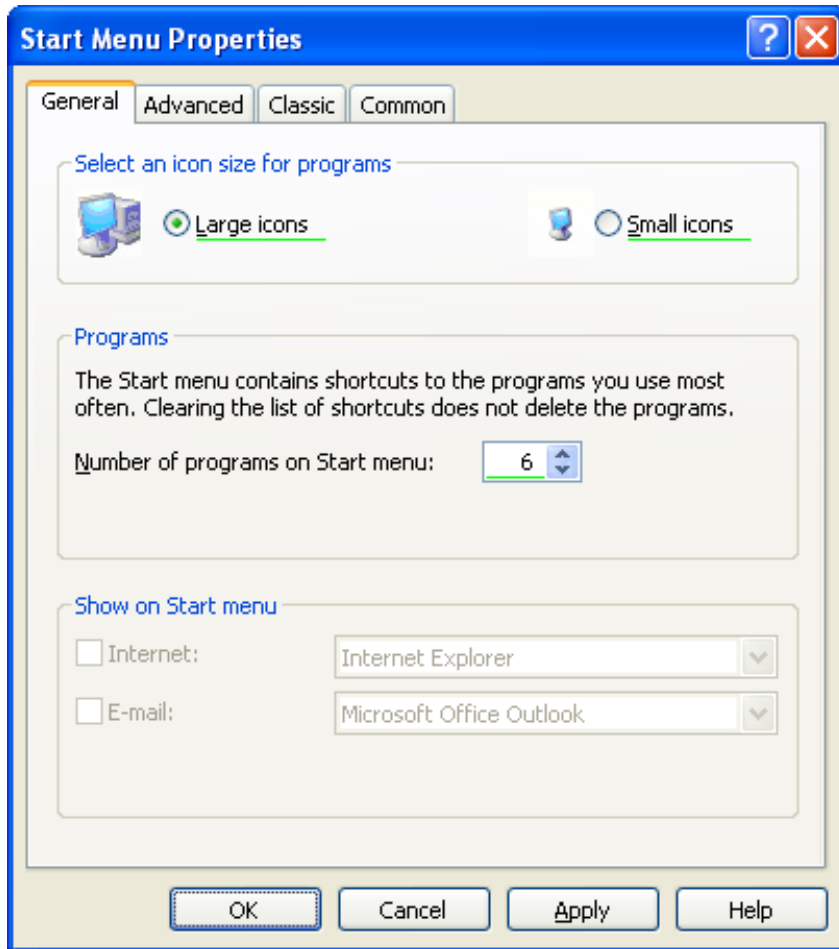 Start Menu Properties
?
General Advanced Classic Common
Select an icon size for programs
Large icons Small icons
Programs
The Start menu contains shortcuts to the programs you use most
often. Clearing the list of shortcuts does not delete the programs.
Number of programs on Start menu: 6
Show on Start menu
Internet: Internet Explorer
E-mail: Microsoft Office Outlook
OK Cancel Apply Help